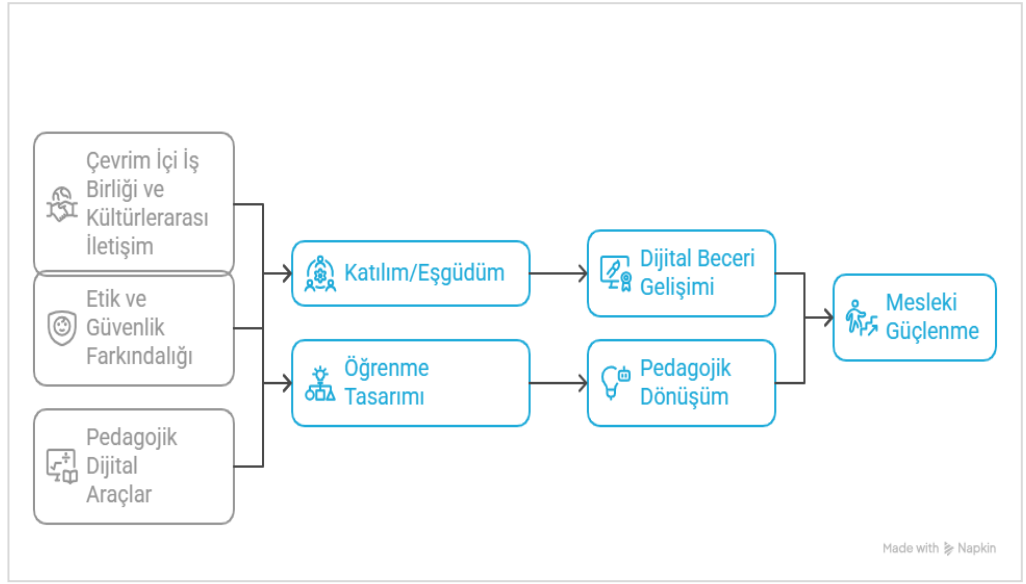 Çevrim İçi İş
Birliği ve
Kültürlerarası
İletişim
Etik ve
Güvenlik
Farkındalığı
Pedagojik
Dijital
Araçlar
Katılım/Eşgüdüm
Öğrenme
Tasarımı
Dijital Beceri
Gelişimi
Pedagojik
Dönüşüm
Mesleki
Güçlenme
Made with Napkin